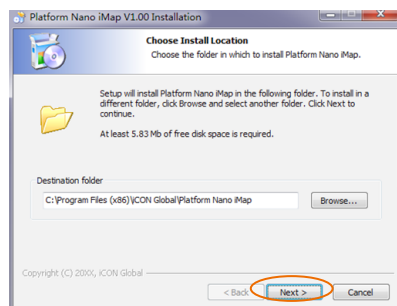 Platform Nano iMap V1.00 Installation
Choose Install Location
Choose the folder in which to install Platform Nano iMap.
Setup will install Platform Nano iMap in the following folder. To install in a
different folder, click Browse and select another folder. Click Next to
continue.
At least 5.83 Mb of free disk space is required.
Destination folder
C:\Program Files (x86)\iCON Global\Platform Nano iMap
Browse...
Copyright (C) 20XX, iCON Global
< Back
Next >
Cancel